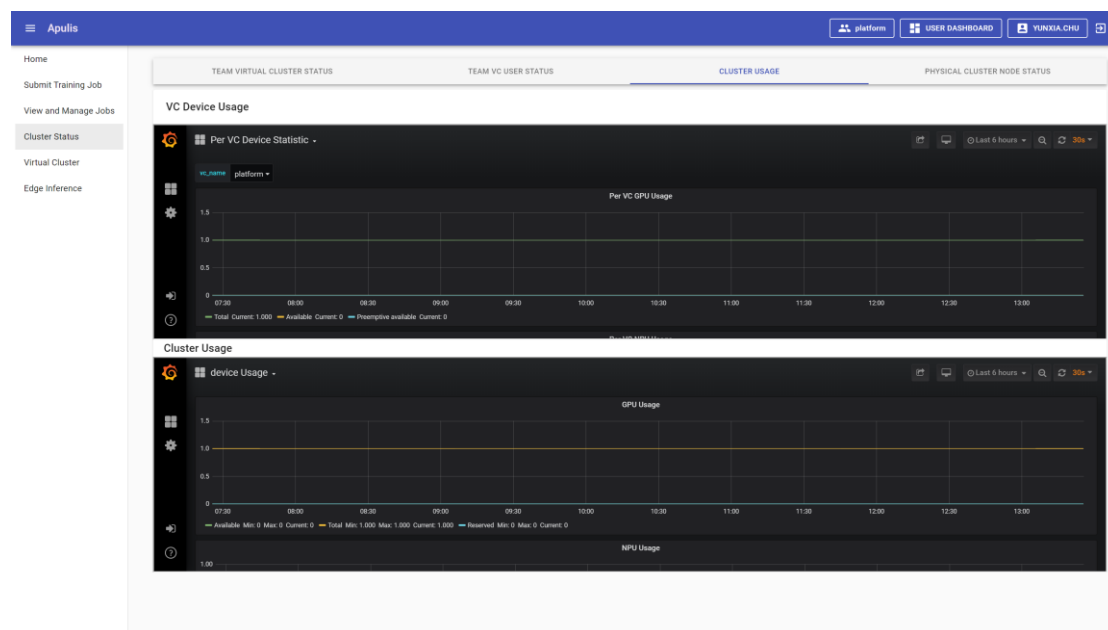 Apulis platform USER DASHBOARD YUNXIA.CHU
Home
Submit Training Job
View and Manage Jobs
Cluster Status
Virtual Cluster
Edge Inference
TEAM VIRTUAL CLUSTER STATUS TEAM VC USER STATUS CLUSTER USAGE PHYSICAL CLUSTER NODE STATUS
VC Device Usage
Per VC Device Statistic Last 6 hours 30s
vc_name platform
Per VC GPU Usage
1.5
1.0
0.5
0
07:30 08:00 08:30 09:00 09:30 10:00 10:30 11:00 11:30 12:00 12:30 13:00
Total Current: 1.000 Available Current: 0 Preemptive available Current: 0
Per VC NPU Usage
Cluster Usage
device Usage Last 6 hours 30s
GPU Usage
1.5
1.0
0.5
0
07:30 08:00 08:30 09:00 09:30 10:00 10:30 11:00 11:30 12:00 12:30 13:00
Available Min: 0 Max: 0 Current: 0 Total Min: 1.000 Max: 1.000 Current: 1.000 Reserved Min: 0 Max: 0 Current: 0
NPU Usage
1.00